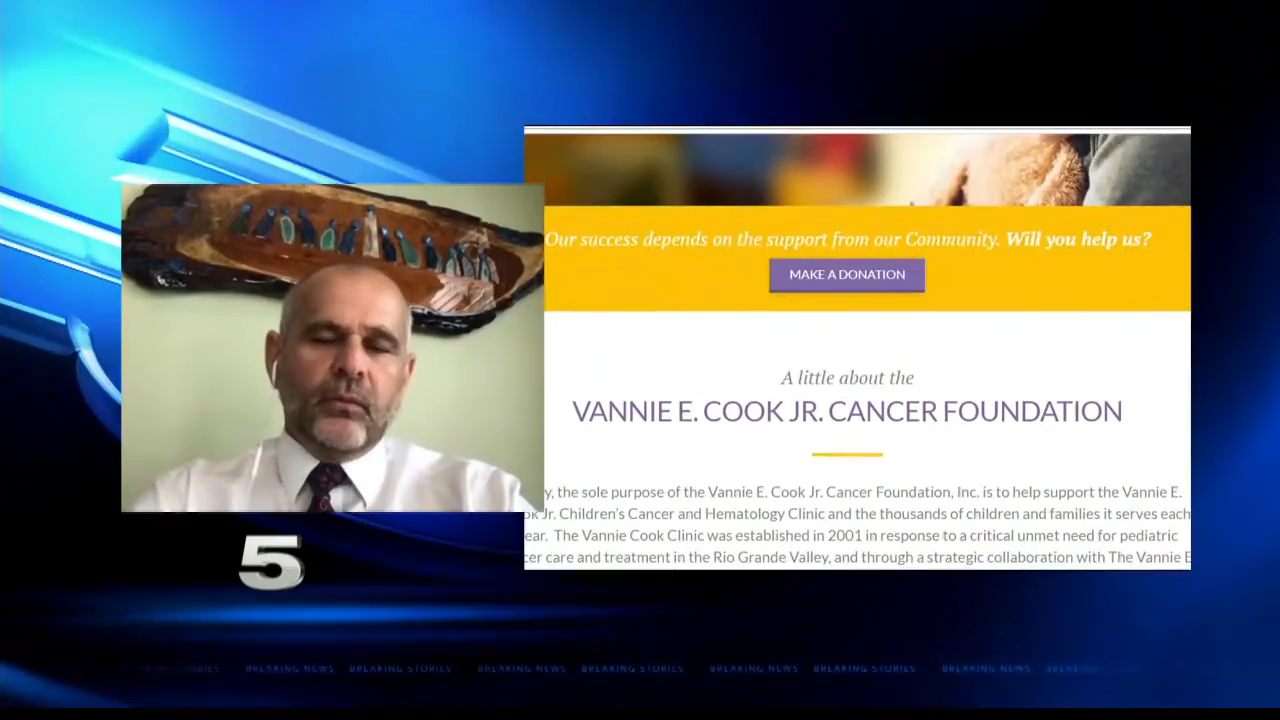 Our success depends on the support from our Community. Will you help us?
MAKE A DONATION
A little about the
VANNIE E. COOK JR. CANCER FOUNDATION
y, the sole purpose of the Vannie E. Cook Jr. Cancer Foundation, Inc. is to help support the Vannie E.
ok Jr. Children's Cancer and Hematology Clinic and the thousands of children and families it serves each
ear. The Vannie Cook Clinic was established in 2001 in response to a critical unmet need for pediatric
cer care and treatment in the Rio Grande Valley, and through a strategic collaboration with The Vannie E
5
BREAKING NEWS BREAKING STORIES BREAKING NEWS BREAKING STORIES BREAKING NEWS BREAKING STORIES BREAKING NEWS